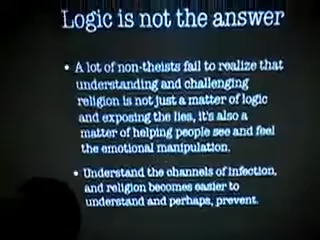 Logic is not the answer
• A lot of non-theists fail to realize that
understanding and challenging
religion is not just a matter of logic
and exposing the lies, it's also a
matter of helping people see and feel
the emotional manipulation.
• Understand the channels of infection,
and religion becomes easier to
understand and perhaps, prevent.